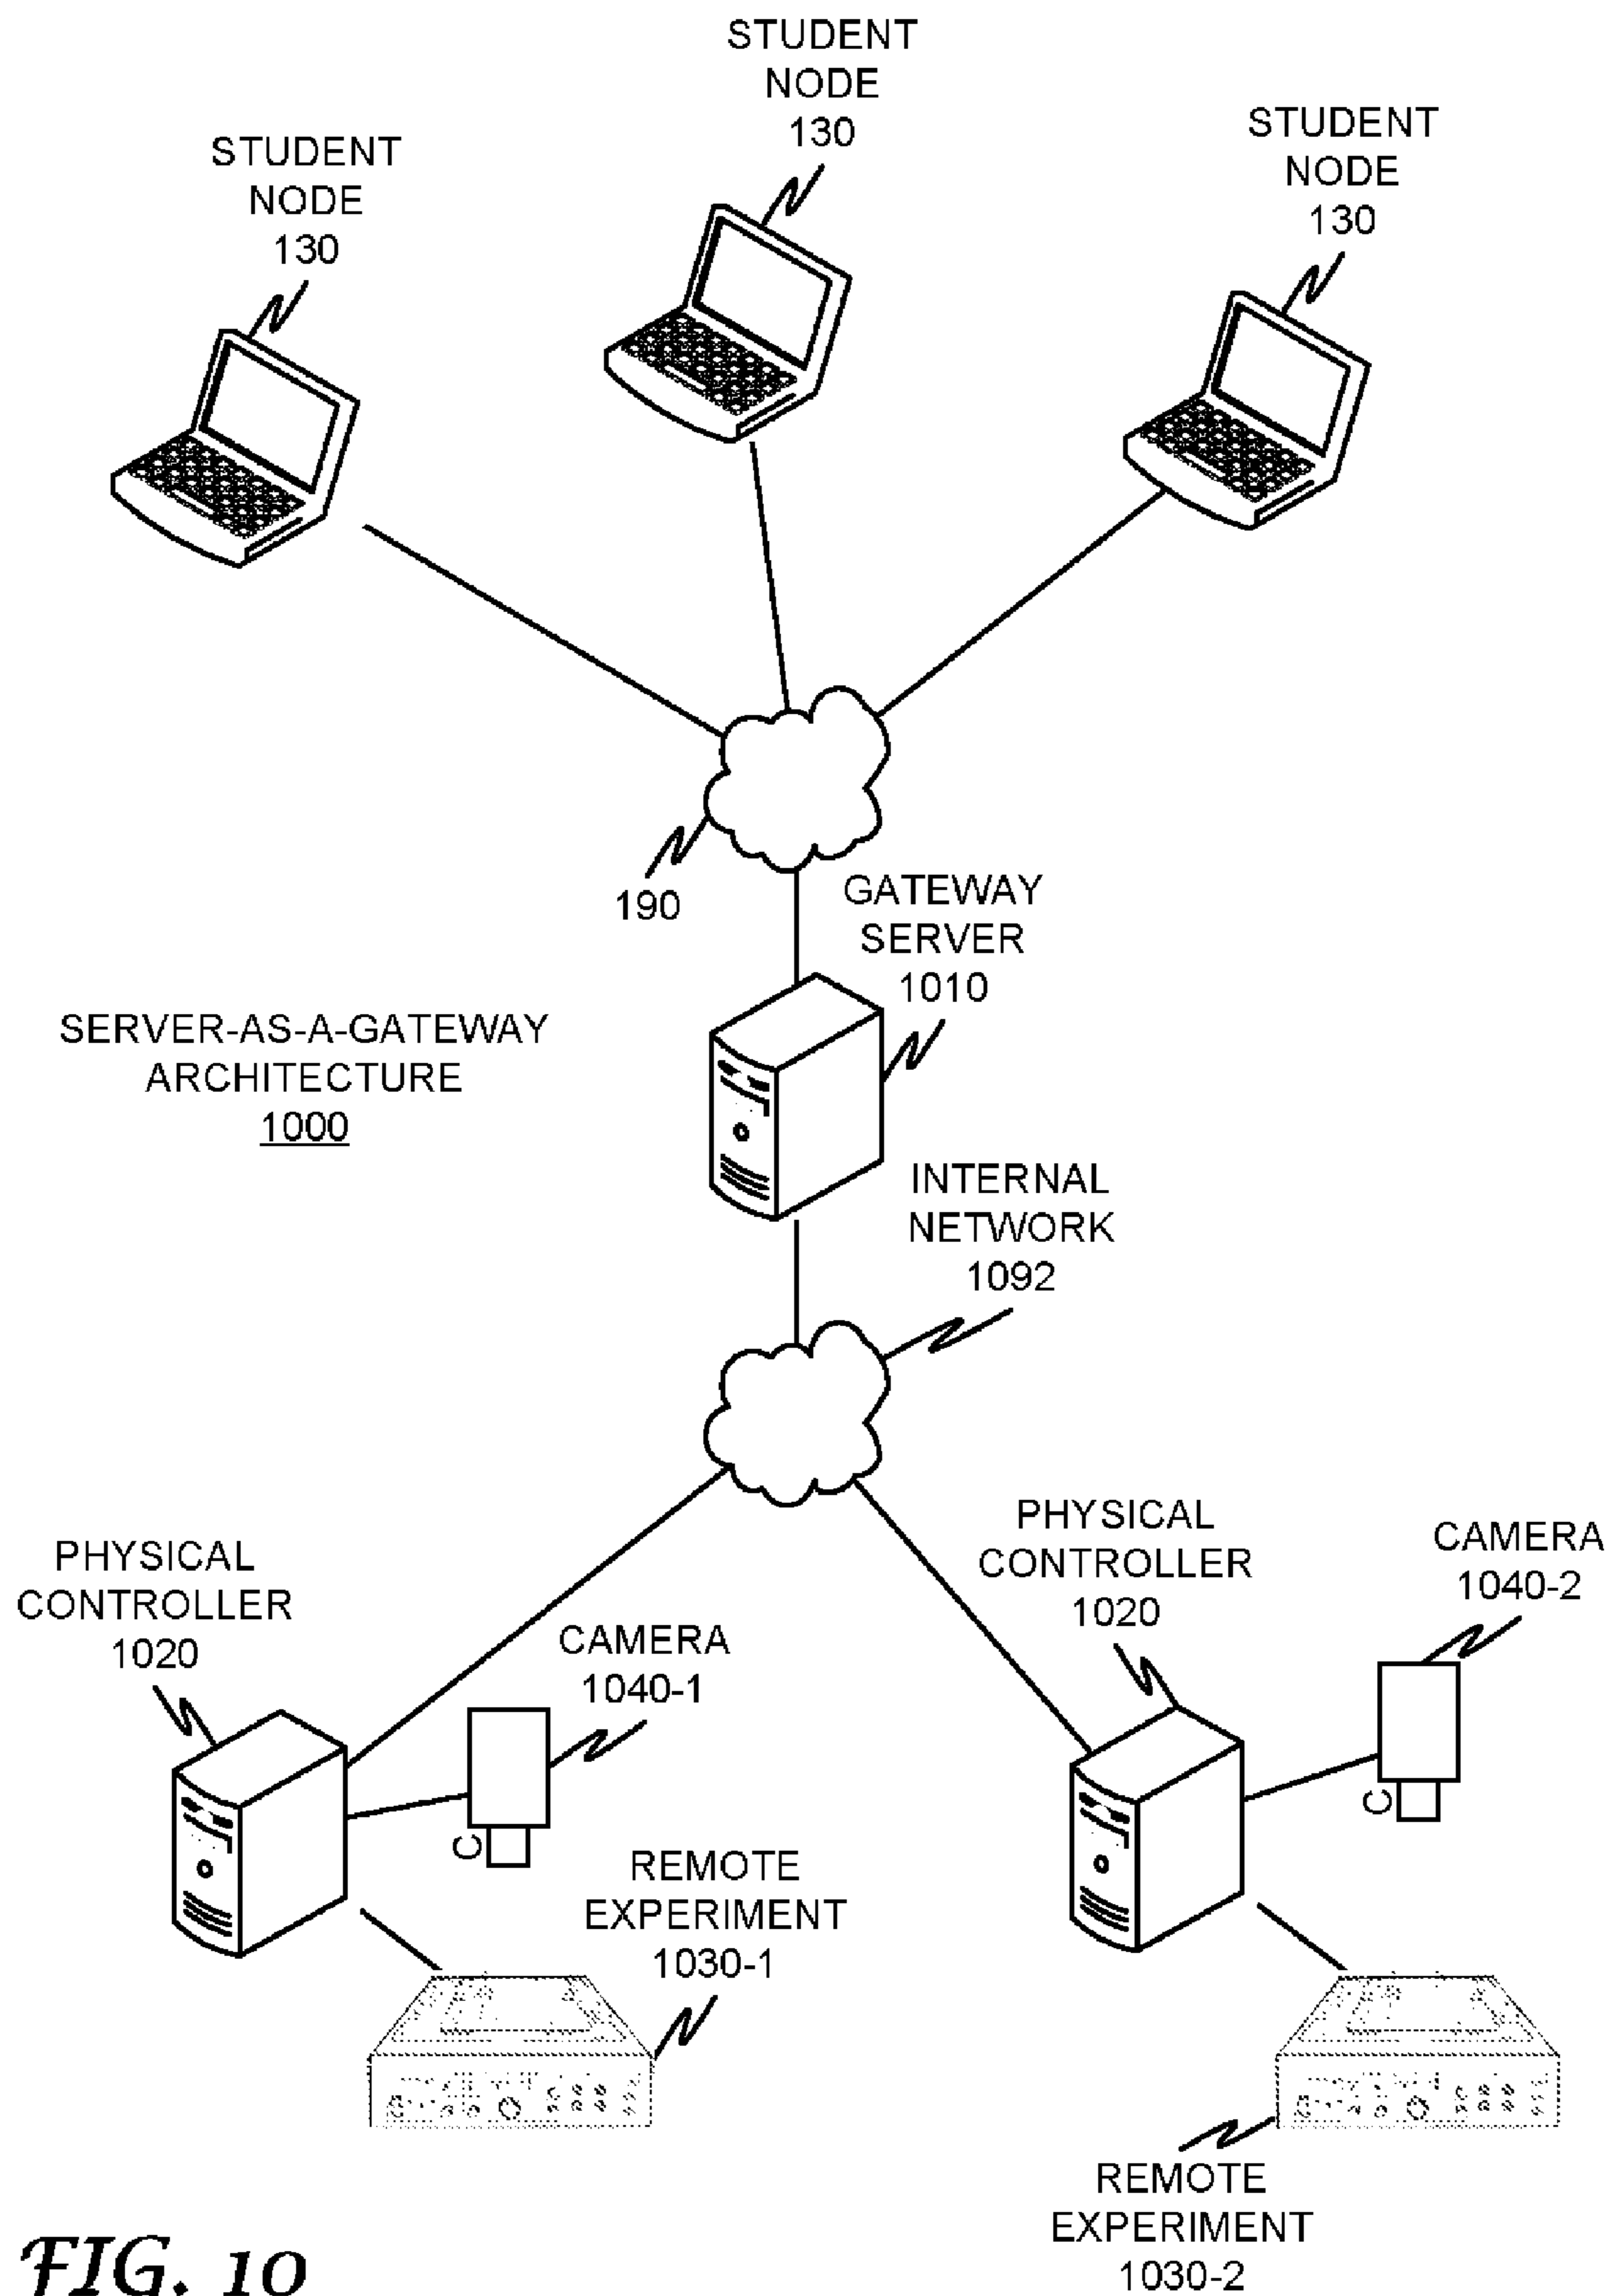 STUDENT
NODE
130
STUDENT
NODE
130
STUDENT
NODE
130
190
GATEWAY
SERVER
1010
SERVER-AS-A-GATEWAY
ARCHITECTURE
1000
INTERNAL
NETWORK
1092
PHYSICAL
CONTROLLER
1020
CAMERA
1040-1
C
REMOTE
EXPERIMENT
1030-1
PHYSICAL
CONTROLLER
1020
CAMERA
1040-2
C
REMOTE
EXPERIMENT
1030-2
FIG. 10